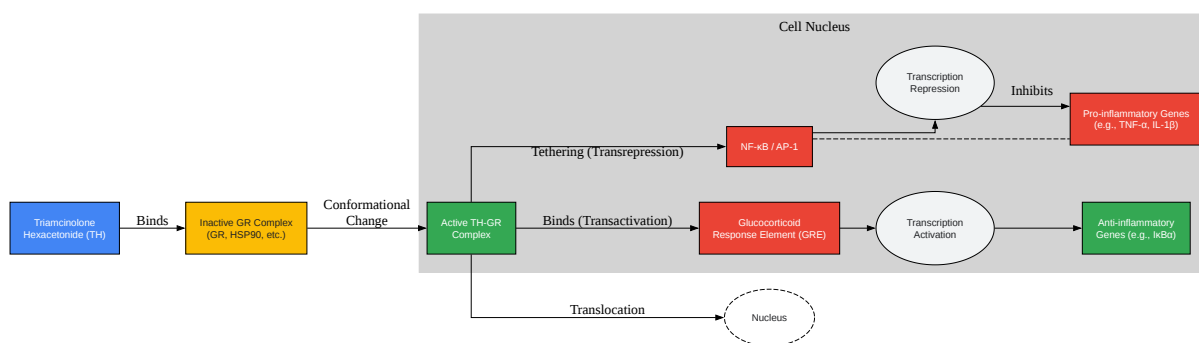 Cell Nucleus
Transcription
Repression
Inhibits
Pro-inflammatory Genes
(e.g., TNF-α, IL-1β)
NF-κB / AP-1
Tethering (Transrepression)
Triamcinolone
Hexacetonide (TH)
Binds
Inactive GR Complex
(GR, HSP90, etc.)
Conformational
Change
Active TH-GR
Complex
Binds (Transactivation)
Glucocorticoid
Response Element (GRE)
Transcription
Activation
Anti-inflammatory
Genes (e.g., IκBα)
Translocation
Nucleus